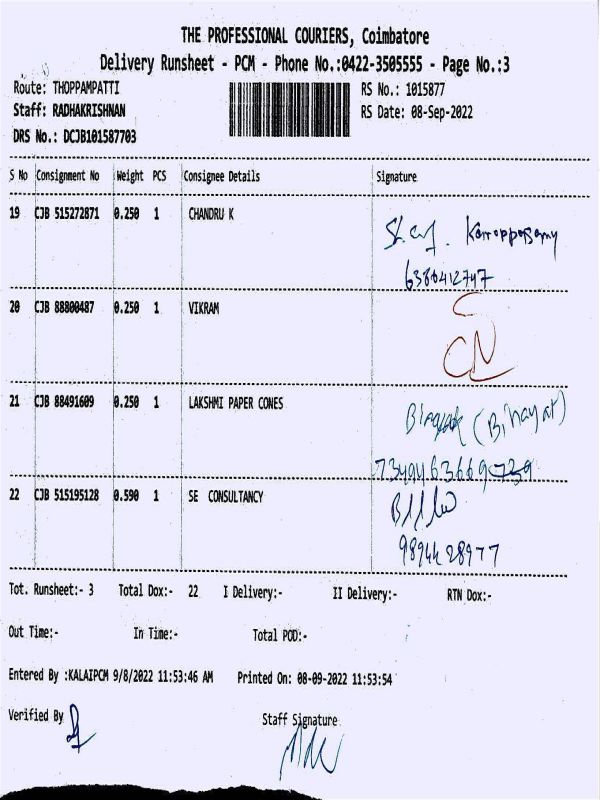 THE PROFESSIONAL COURIERS, Coimbatore
Delivery Runsheet - PCM - Phone No.:0422-3505555 - Page No.:3
Route: THOPPAMPATTI
RS No.: 1015877
Staff: RADHAKRISHNAN
RS Date: 08-Sep-2022
DRS No.: DCJB101587703
S No Consignment No Weight PCS Consignee Details Signature
19 CJB 515272871 0.250 1 CHANDRU K
6380412747
20 CJB 88800487 0.250 1 VIKRAM
21 CJB 88491609 0.250 1 LAKSHMI PAPER CONES
22 CJB 515195128 0.590 1 SE CONSULTANCY
9894428977
Tot. Runsheet:- 3 Total Dox:- 22 I Delivery:- II Delivery:- RTN Dox:-
Out Time:- In Time:- Total POD:-
Entered By :KALAIPCM 9/8/2022 11:53:46 AM Printed On: 08-09-2022 11:53:54
Verified By
Staff Signature